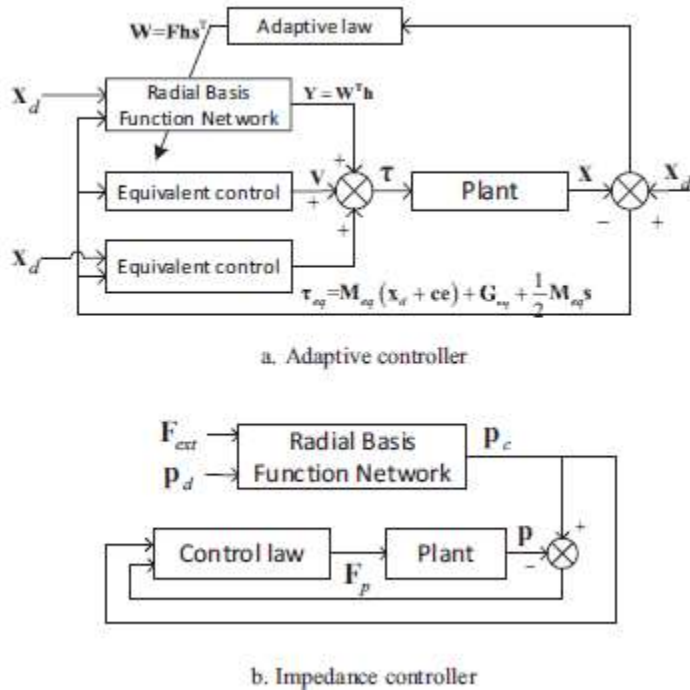 W=Fhsᵀ
Adaptive law
x_d
Radial Basis
Function Network
Y = Wᵀh
+
Equivalent control
v
+
τ
Plant
x
x_d
−
+
x_d
+
Equivalent control
τ_eq=M_eq(x_d + ce) + G_eq + 1/2 M_eq s
a. Adaptive controller
F_ext
p_d
Radial Basis
Function Network
p_c
+
Control law
F_p
Plant
p
−
b. Impedance controller